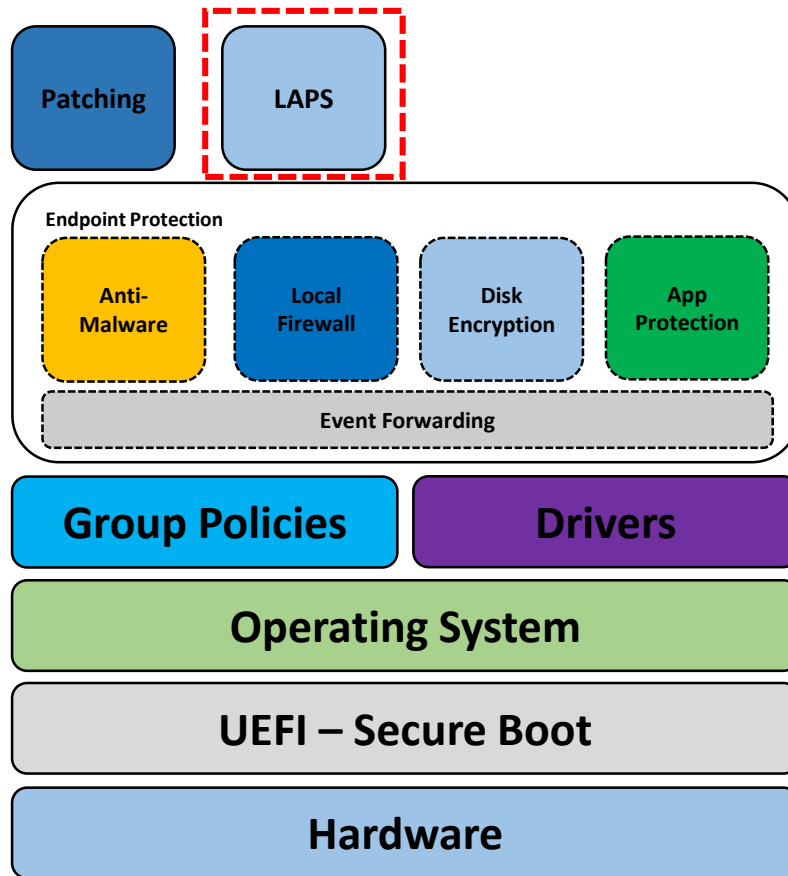 Patching
LAPS
Endpoint Protection
Anti-
Malware
Local
Firewall
Disk
Encryption
App
Protection
Event Forwarding
Group Policies
Drivers
Operating System
UEFI – Secure Boot
Hardware